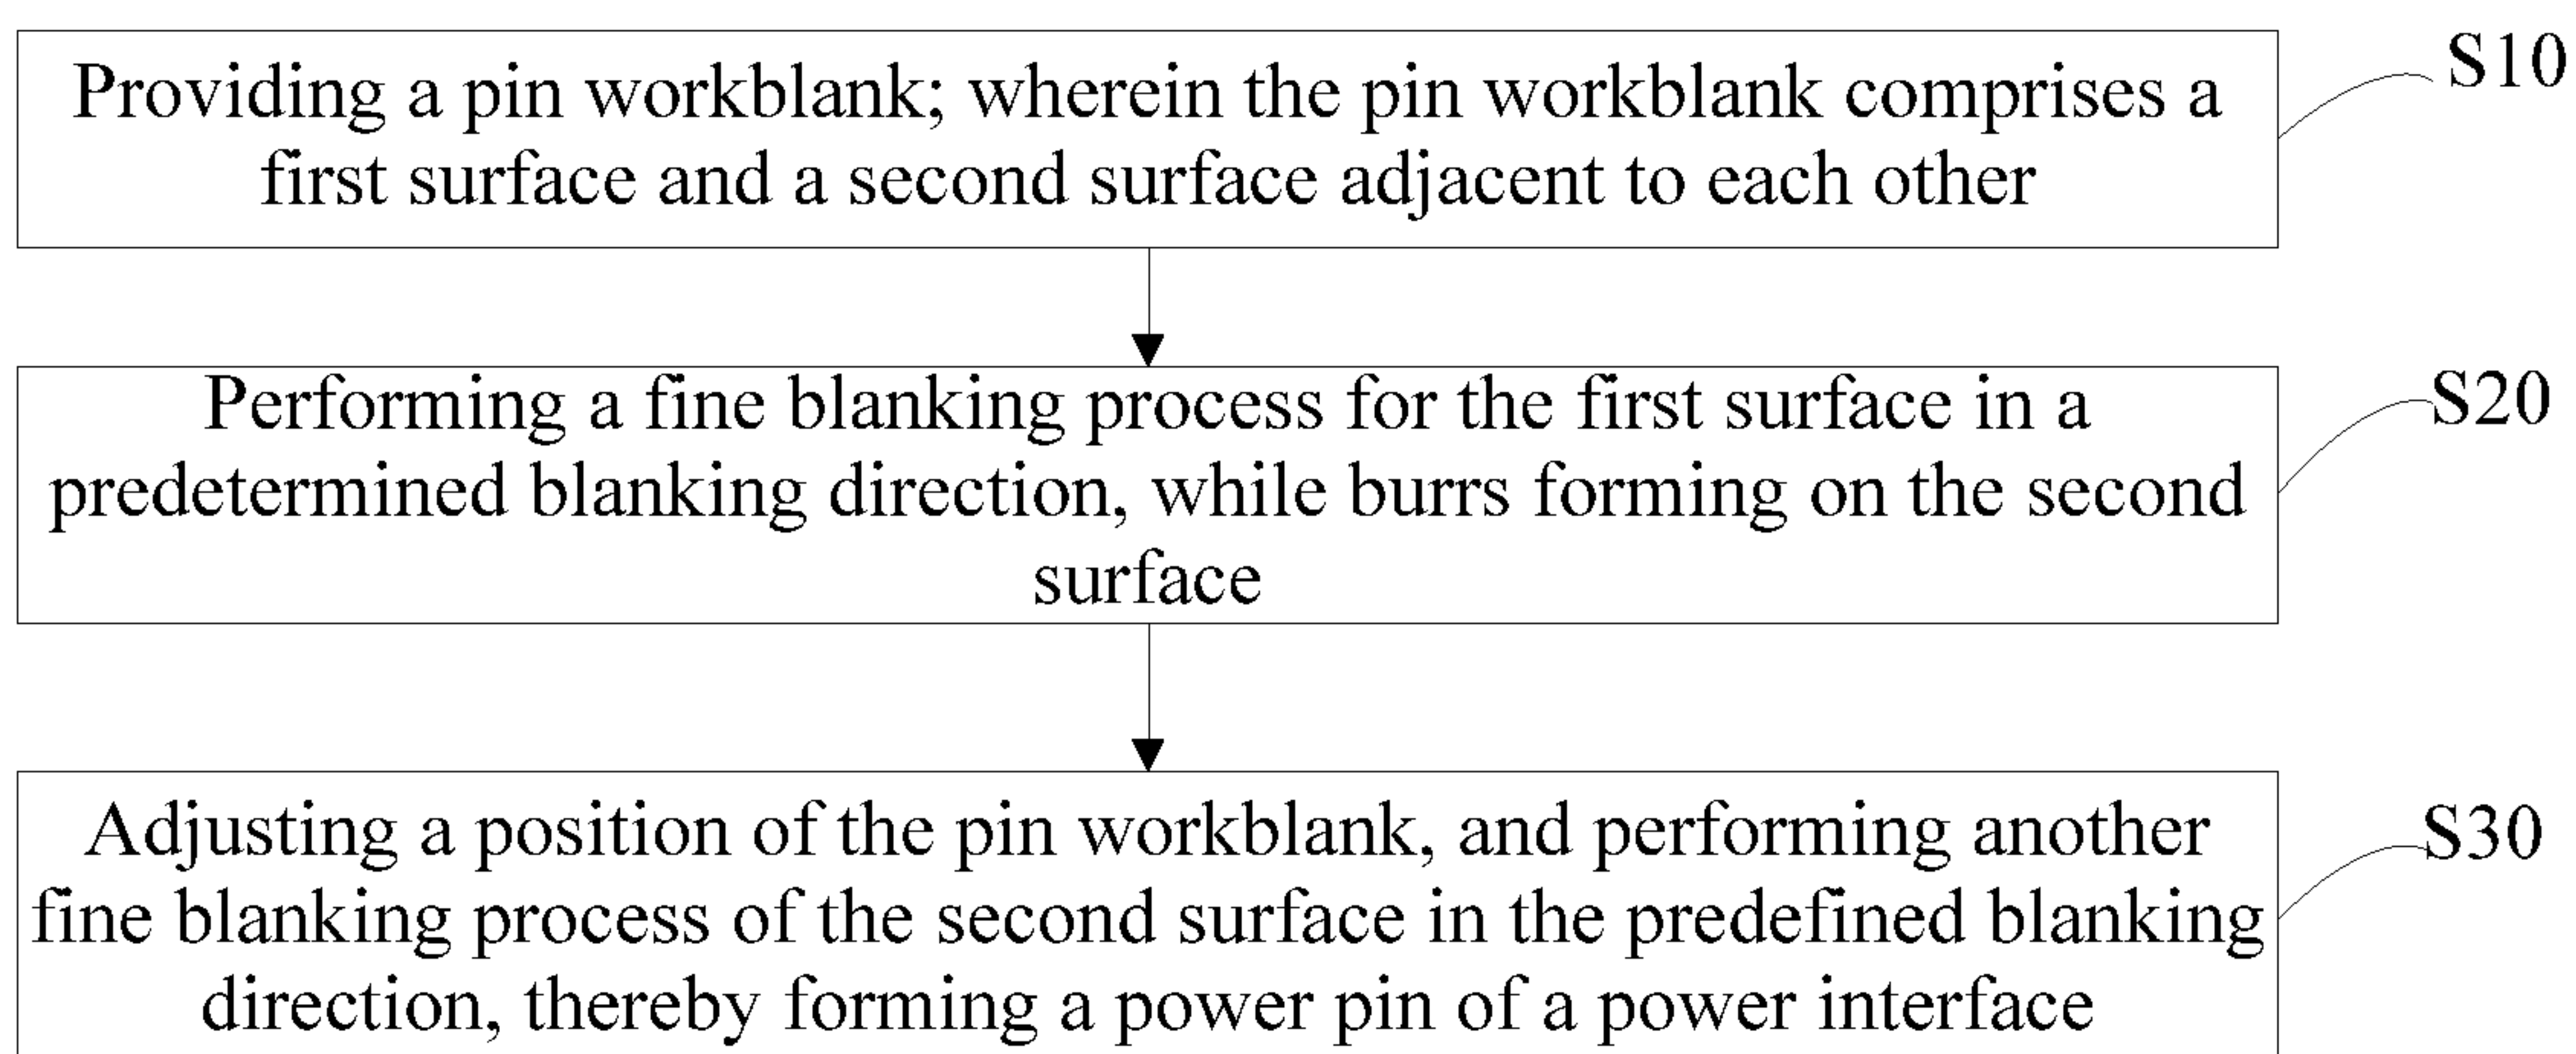 Providing a pin workblank; wherein the pin workblank comprises a
first surface and a second surface adjacent to each other
S10
Performing a fine blanking process for the first surface in a
predetermined blanking direction, while burrs forming on the second
surface
S20
Adjusting a position of the pin workblank, and performing another
fine blanking process of the second surface in the predefined blanking
direction, thereby forming a power pin of a power interface
S30